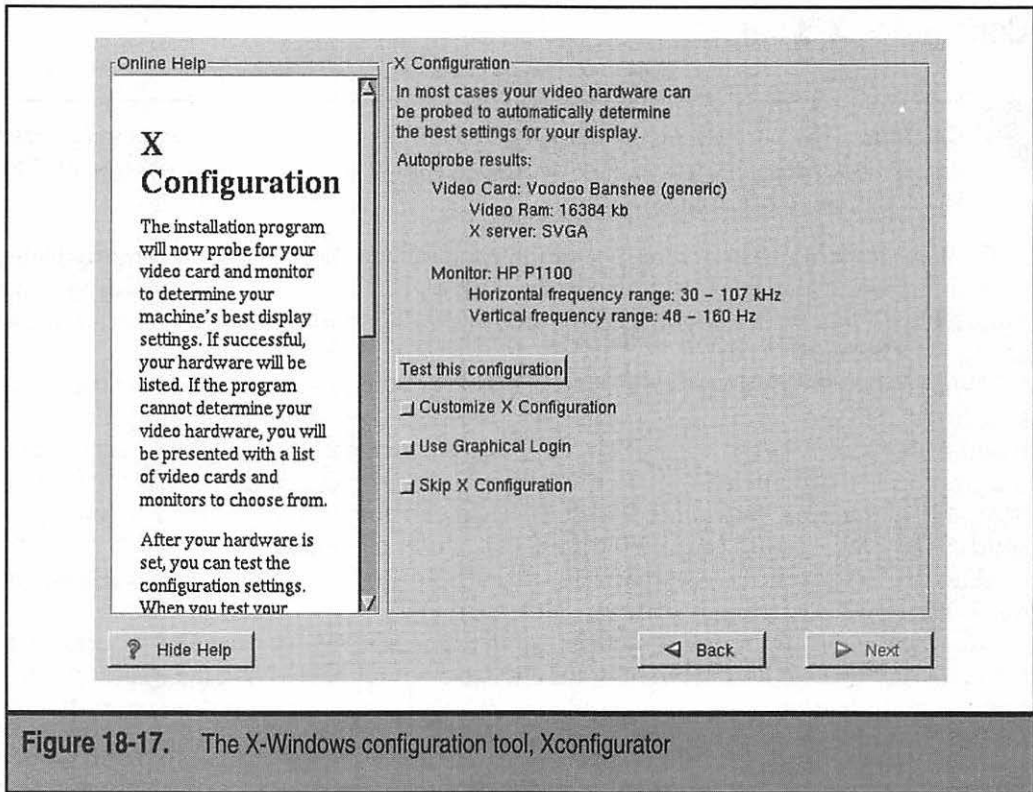 Online Help
X
Configuration
The installation program
will now probe for your
video card and monitor
to determine your
machine's best display
settings. If successful,
your hardware will be
listed. If the program
cannot determine your
video hardware, you will
be presented with a list
of video cards and
monitors to choose from.
After your hardware is
set, you can test the
configuration settings.
When you test your
X Configuration
In most cases your video hardware can
be probed to automatically determine
the best settings for your display.
Autoprobe results:
Video Card: Voodoo Banshee (generic)
Video Ram: 16384 kb
X server: SVGA
Monitor: HP P1100
Horizontal frequency range: 30 – 107 kHz
Vertical frequency range: 48 – 160 Hz
Test this configuration
Customize X Configuration
Use Graphical Login
Skip X Configuration
? Hide Help
Back
Next
Figure 18-17. The X-Windows configuration tool, Xconfigurator